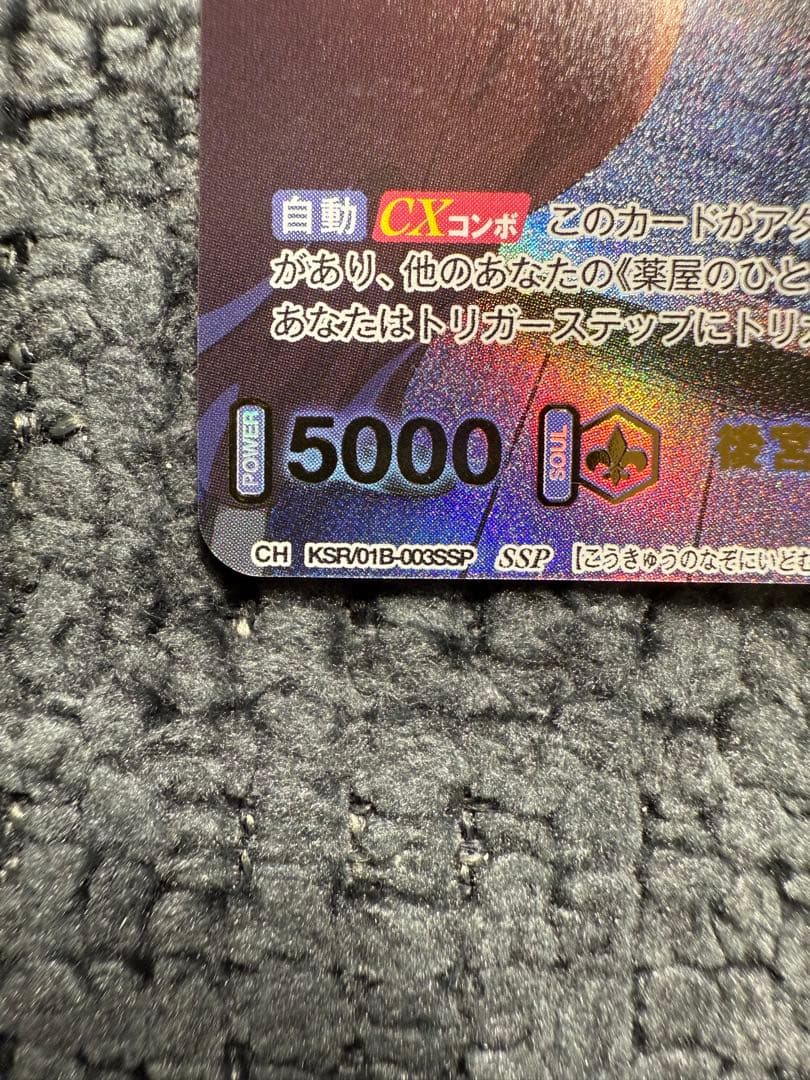 自動 CXコンボ このカードがアタ
があり、他のあなたの《薬屋のひと
あなたはトリガーステップにトリガ
POWER 5000 SOUL 後宮
CH KSR/01B-003SSP SSP 【こうきゅうのなぞにいどむ